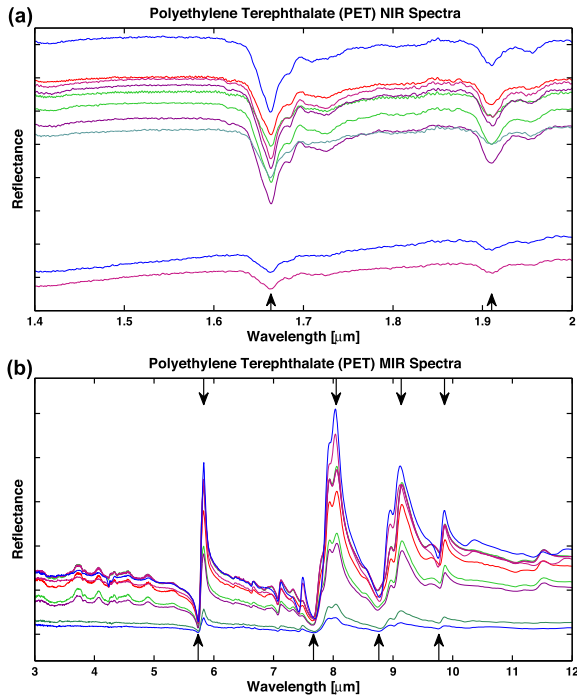 (a)
Polyethylene Terephthalate (PET) NIR Spectra
Reflectance
1.4 1.5 1.6 1.7 1.8 1.9 2
Wavelength [μm]
(b)
Polyethylene Terephthalate (PET) MIR Spectra
Reflectance
3 4 5 6 7 8 9 10 11 12
Wavelength [μm]